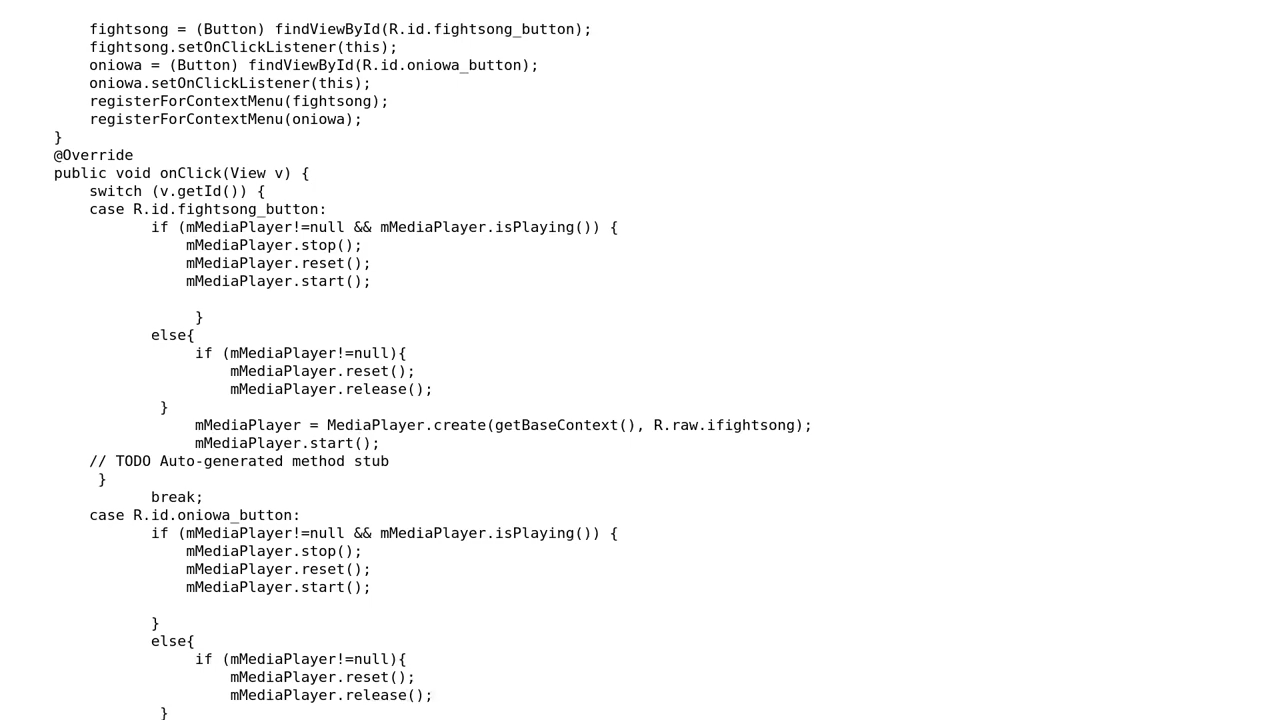 fightsong = (Button) findViewById(R.id.fightsong_button);
fightsong.setOnClickListener(this);
oniowa = (Button) findViewById(R.id.oniowa_button);
oniowa.setOnClickListener(this);
registerForContextMenu(fightsong);
registerForContextMenu(oniowa);
}
@Override
public void onClick(View v) {
switch (v.getId()) {
case R.id.fightsong_button:
if (mMediaPlayer!=null && mMediaPlayer.isPlaying()) {
mMediaPlayer.stop();
mMediaPlayer.reset();
mMediaPlayer.start();
}
else{
if (mMediaPlayer!=null){
mMediaPlayer.reset();
mMediaPlayer.release();
}
mMediaPlayer = MediaPlayer.create(getBaseContext(), R.raw.ifightsong);
mMediaPlayer.start();
// TODO Auto-generated method stub
}
break;
case R.id.oniowa_button:
if (mMediaPlayer!=null && mMediaPlayer.isPlaying()) {
mMediaPlayer.stop();
mMediaPlayer.reset();
mMediaPlayer.start();
}
else{
if (mMediaPlayer!=null){
mMediaPlayer.reset();
mMediaPlayer.release();
}